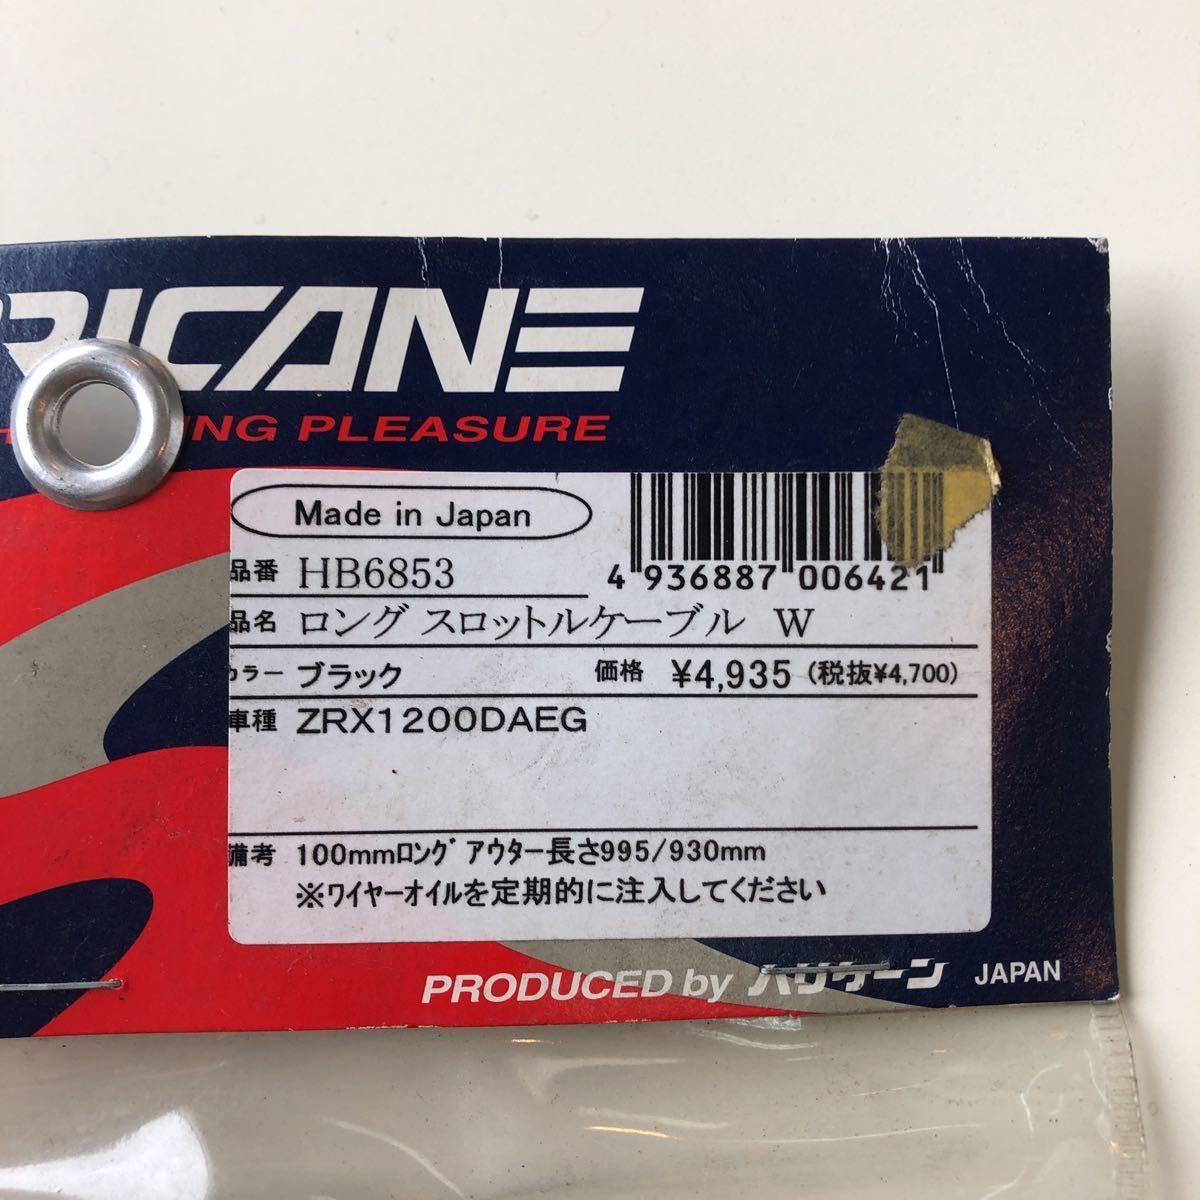 RICANE
ING PLEASURE
Made in Japan
4 936887 006421
品番 HB6853
品名 ロング スロットルケーブル W
カラー ブラック 価格 ¥4,935 (税抜¥4,700)
車種 ZRX1200DAEG
備考 100mmロング アウター長さ995/930mm
※ワイヤーオイルを定期的に注入してください
PRODUCED by ハリケーン JAPAN